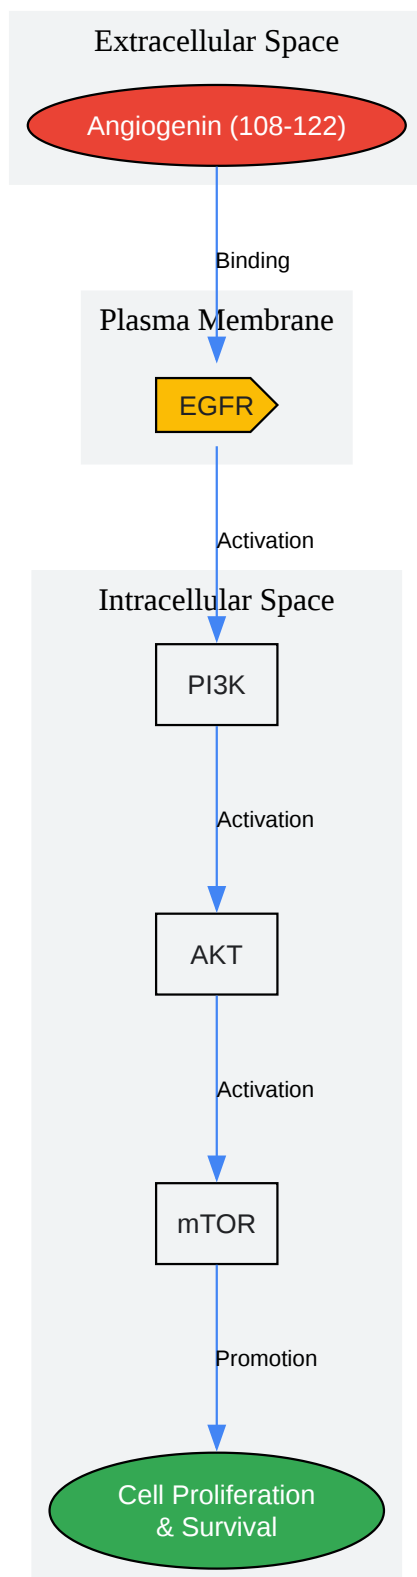 Extracellular Space
Angiogenin (108-122)
Binding
Plasma Membrane
EGFR
Activation
Intracellular Space
PI3K
Activation
AKT
Activation
mTOR
Promotion
Cell Proliferation
& Survival